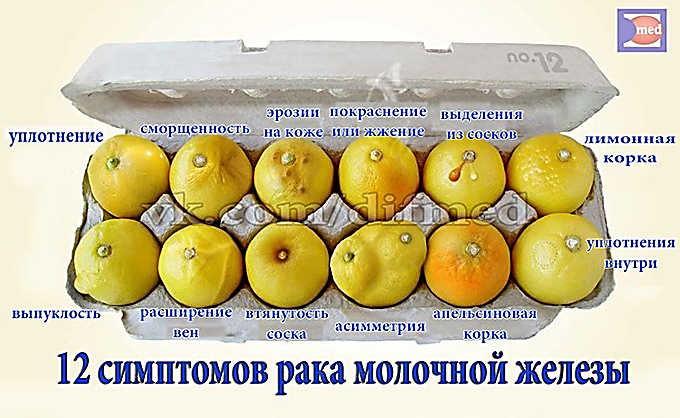 med
no.12
уплотнение
сморщенность
эрозии
на коже
покраснение
или жжение
выделения
из сосков
лимонная
корка
vk.com/difmed
выпуклость
расширение
вен
втянутость
соска
асимметрия
апельсиновая
корка
уплотнения
внутри
12 симптомов рака молочной железы